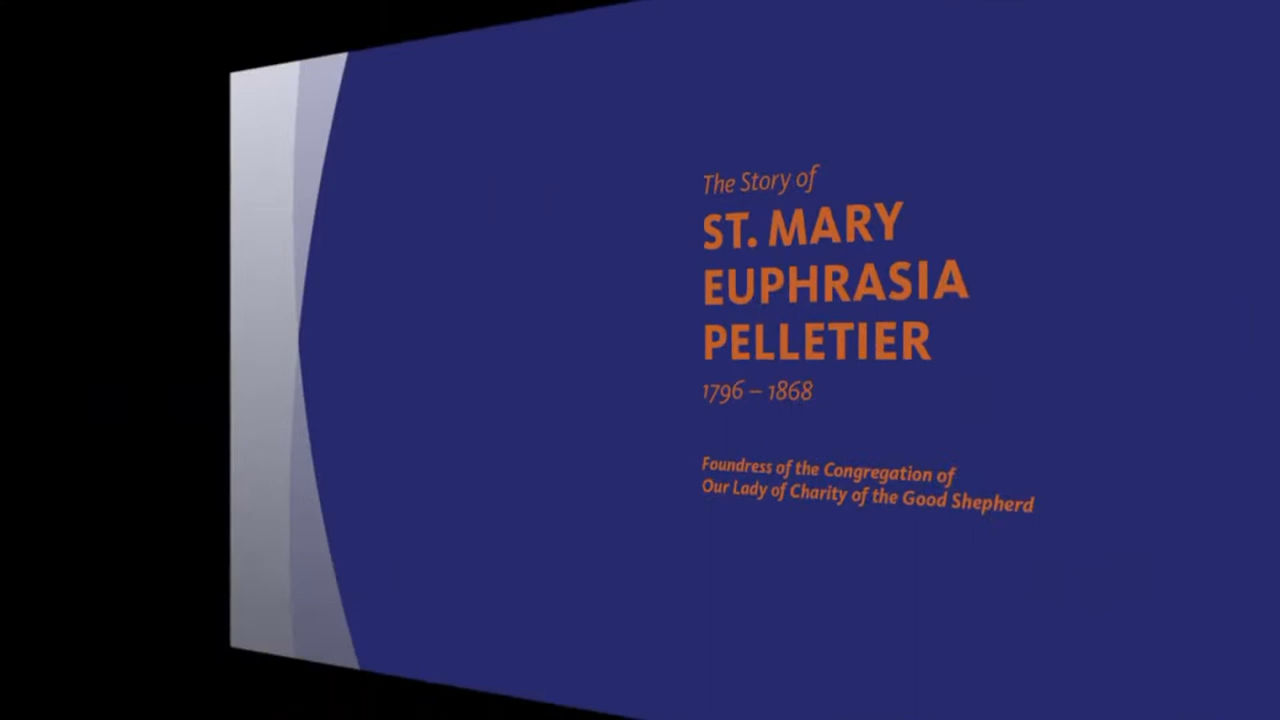 The Story of
ST. MARY
EUPHRASIA
PELLETIER
1796 – 1868
Foundress of the Congregation of
Our Lady of Charity of the Good Shepherd